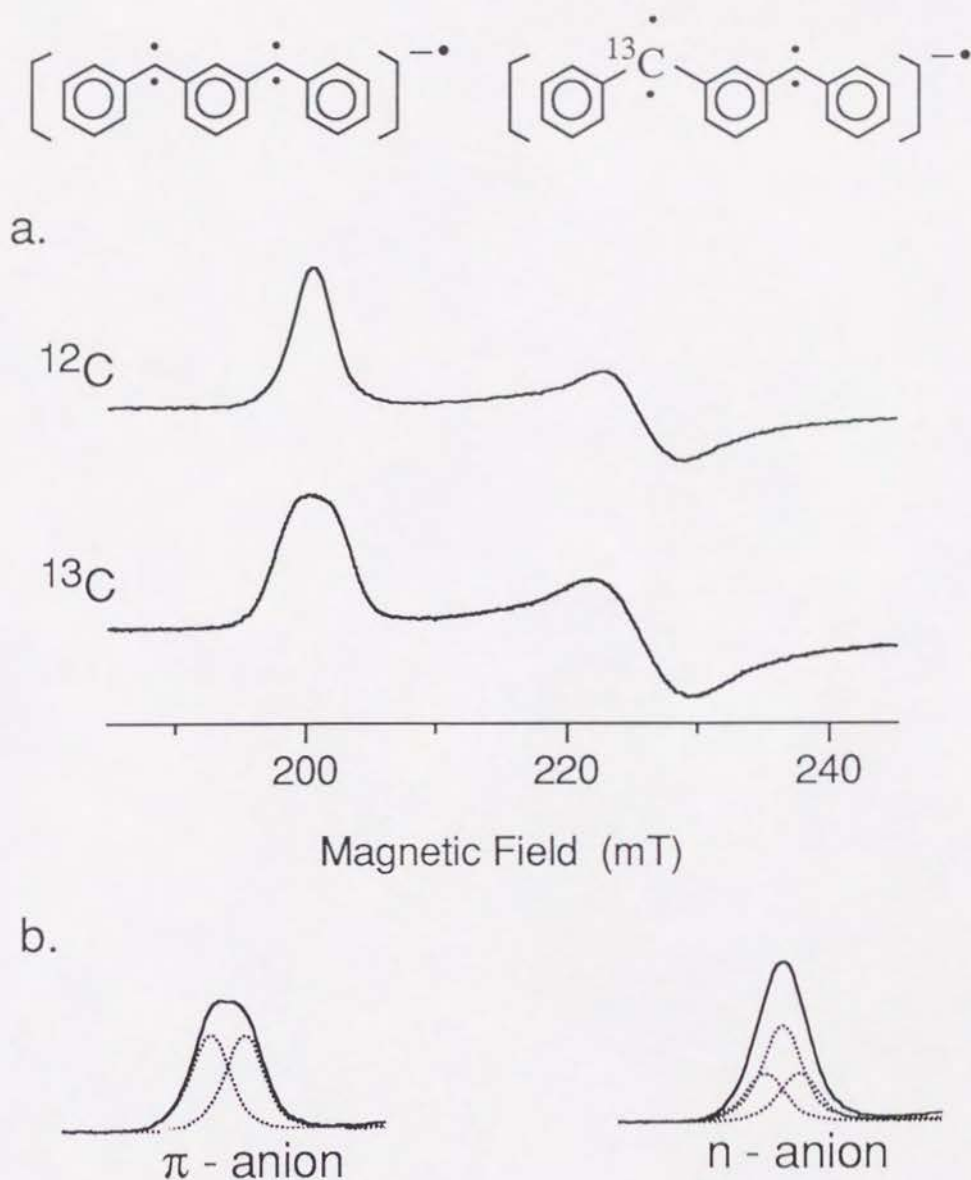 −•
13C
−•
a.
12C
13C
200 220 240
Magnetic Field (mT)
b.
π - anion n - anion